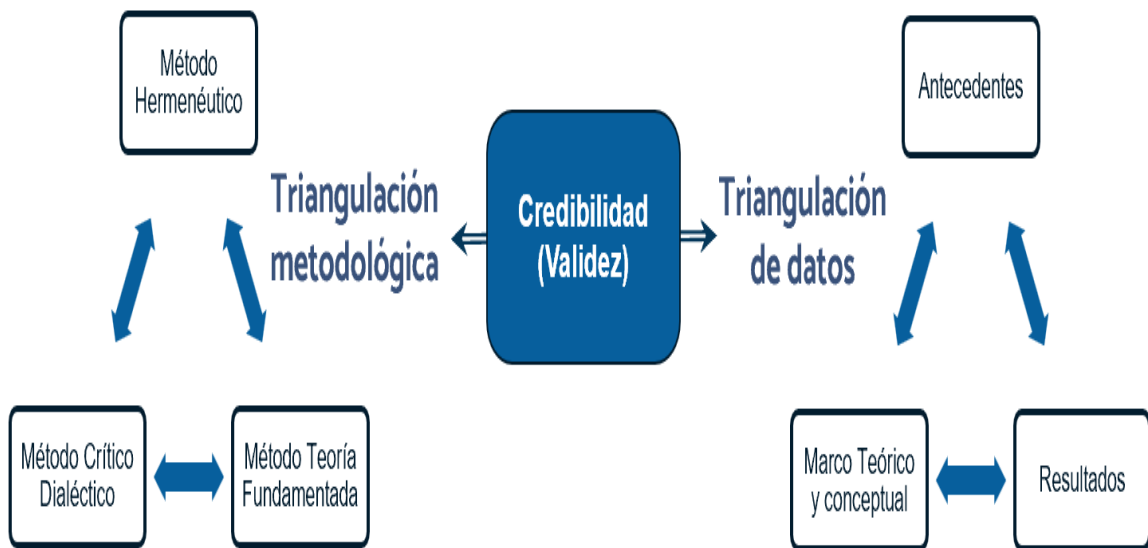 Método
Hermenéutico
Antecedentes
Triangulación
metodológica
Credibilidad
(Validez)
Triangulación
de datos
Método Crítico
Dialéctico
Método Teoría
Fundamentada
Marco Teórico
y conceptual
Resultados